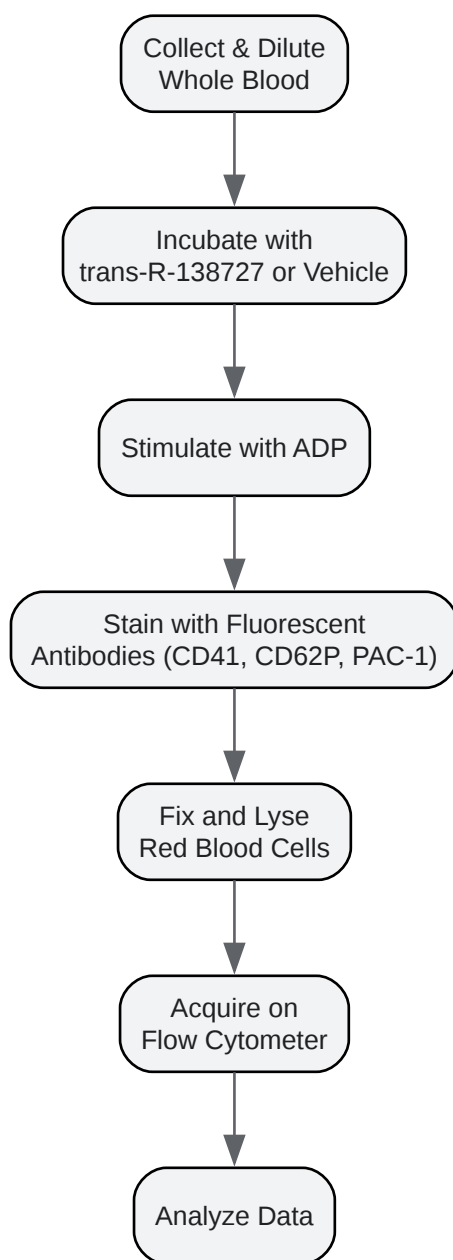 Collect & Dilute
Whole Blood
Incubate with
trans-R-138727 or Vehicle
Stimulate with ADP
Stain with Fluorescent
Antibodies (CD41, CD62P, PAC-1)
Fix and Lyse
Red Blood Cells
Acquire on
Flow Cytometer
Analyze Data